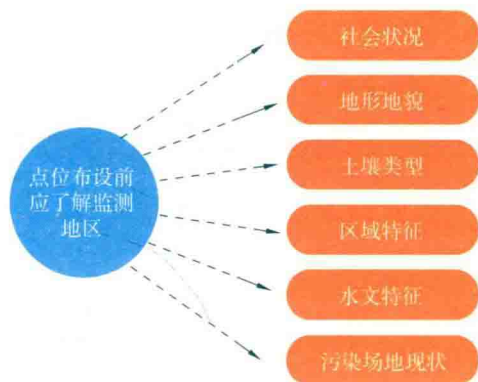 点位布设前
应了解监测
地区
社会状况
地形地貌
土壤类型
区域特征
水文特征
污染场地现状